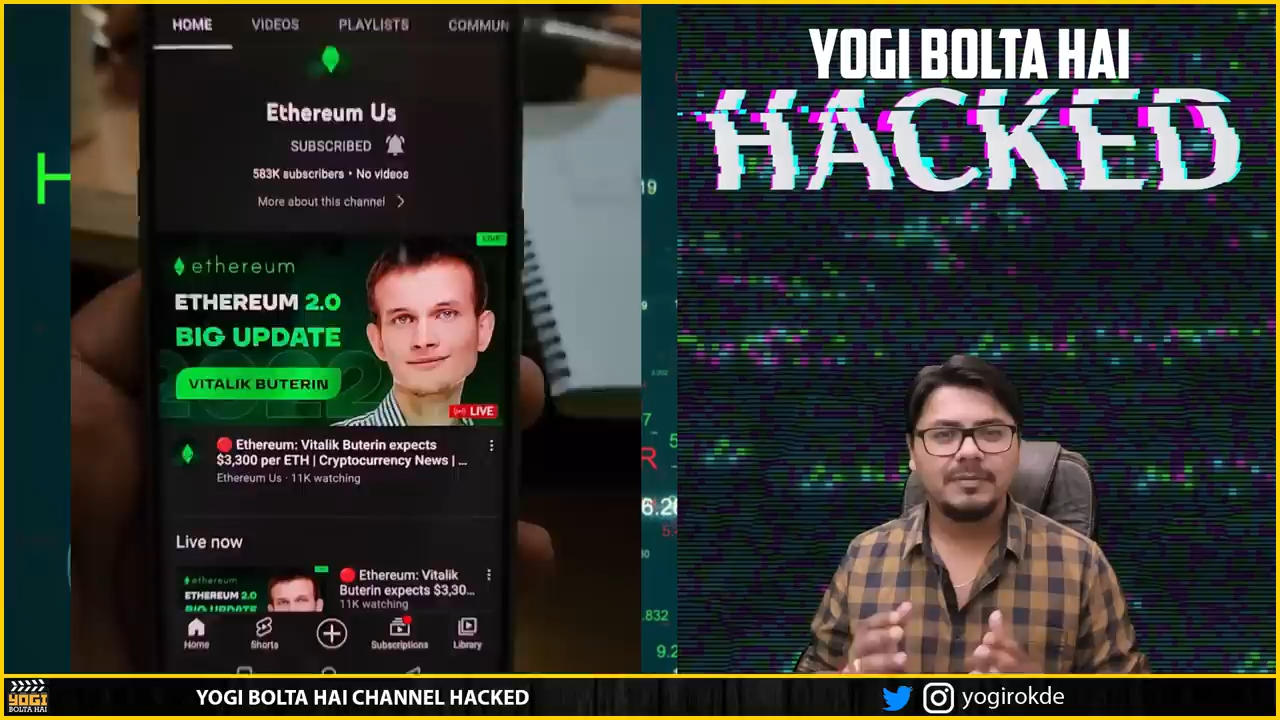 HOME VIDEOS PLAYLISTS COMMUN
Ethereum Us
SUBSCRIBED
583K subscribers • No videos
More about this channel
LIVE
ethereum
ETHEREUM 2.0
BIG UPDATE
VITALIK BUTERIN
2022
LIVE
Ethereum: Vitalik Buterin expects
$3,300 per ETH | Cryptocurrency News | ...
Ethereum Us · 11K watching
Live now
ethereum
ETHEREUM 2.0
BIG UPDATE
Ethereum: Vitalik
Buterin expects $3,30...
11K watching
Home Shorts Subscriptions Library
YOGI BOLTA HAI
HACKED
YOGI
BOLTA HAI
YOGI BOLTA HAI CHANNEL HACKED
yogirokde